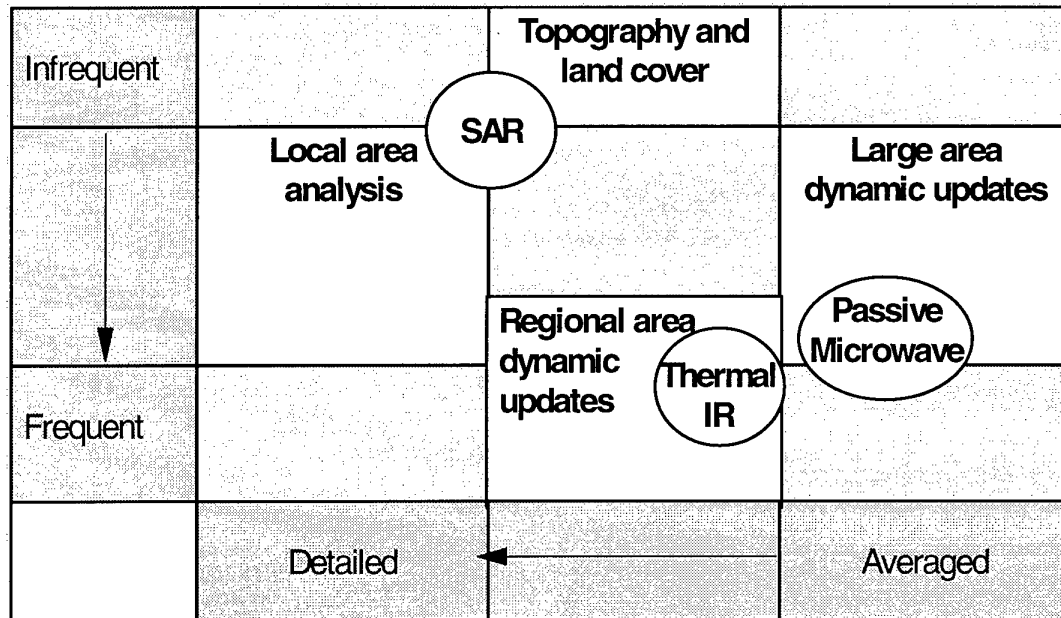 Infrequent
Topography and
land cover
SAR
Local area
analysis
Large area
dynamic updates
Regional area
dynamic
updates
Thermal
IR
Passive
Microwave
Frequent
Detailed
Averaged